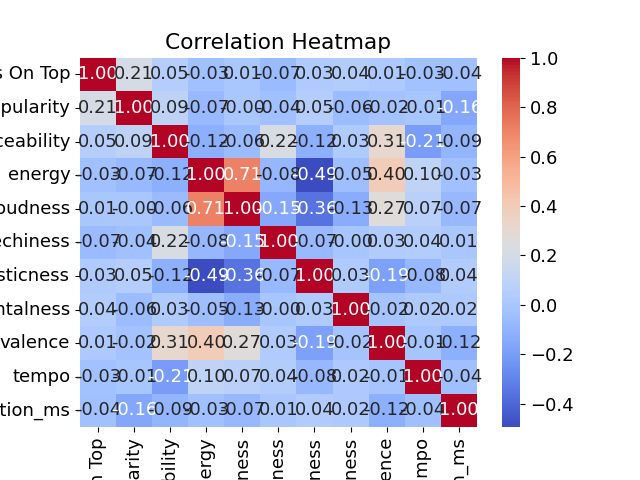 Correlation Heatmap
s On Top 1.00 0.21 0.05 -0.03 0.01 -0.07 0.03 0.04 0.01 -0.03 -0.04
pularity 0.21 1.00 0.09 -0.07 -0.00 -0.04 0.05 -0.06 -0.02 -0.01 -0.16
ceability 0.05 0.09 1.00 -0.12 -0.06 0.22 -0.12 0.03 0.31 -0.21 -0.09
energy -0.03 -0.07 -0.12 1.00 0.71 -0.08 -0.49 -0.05 0.40 0.10 -0.03
oudness 0.01 -0.00 -0.06 0.71 1.00 -0.15 -0.36 -0.13 0.27 0.07 -0.07
echiness -0.07 -0.04 0.22 -0.08 -0.15 1.00 -0.07 -0.00 0.03 0.04 0.01
sticness 0.03 0.05 -0.12 -0.49 -0.36 -0.07 1.00 0.03 -0.19 -0.08 0.04
ntalness 0.04 -0.06 0.03 -0.05 -0.13 -0.00 0.03 1.00 -0.02 0.02 -0.02
valence 0.01 -0.02 0.31 0.40 0.27 0.03 -0.19 -0.02 1.00 -0.01 -0.12
tempo -0.03 -0.01 -0.21 0.10 0.07 0.04 -0.08 0.02 -0.01 1.00 -0.04
tion_ms -0.04 -0.16 -0.09 -0.03 -0.07 0.01 0.04 -0.02 -0.12 -0.04 1.00
n Top
arity
bility
ergy
ness
ness
ness
ness
ence
mpo
n_ms
1.0
0.8
0.6
0.4
0.2
0.0
−0.2
−0.4